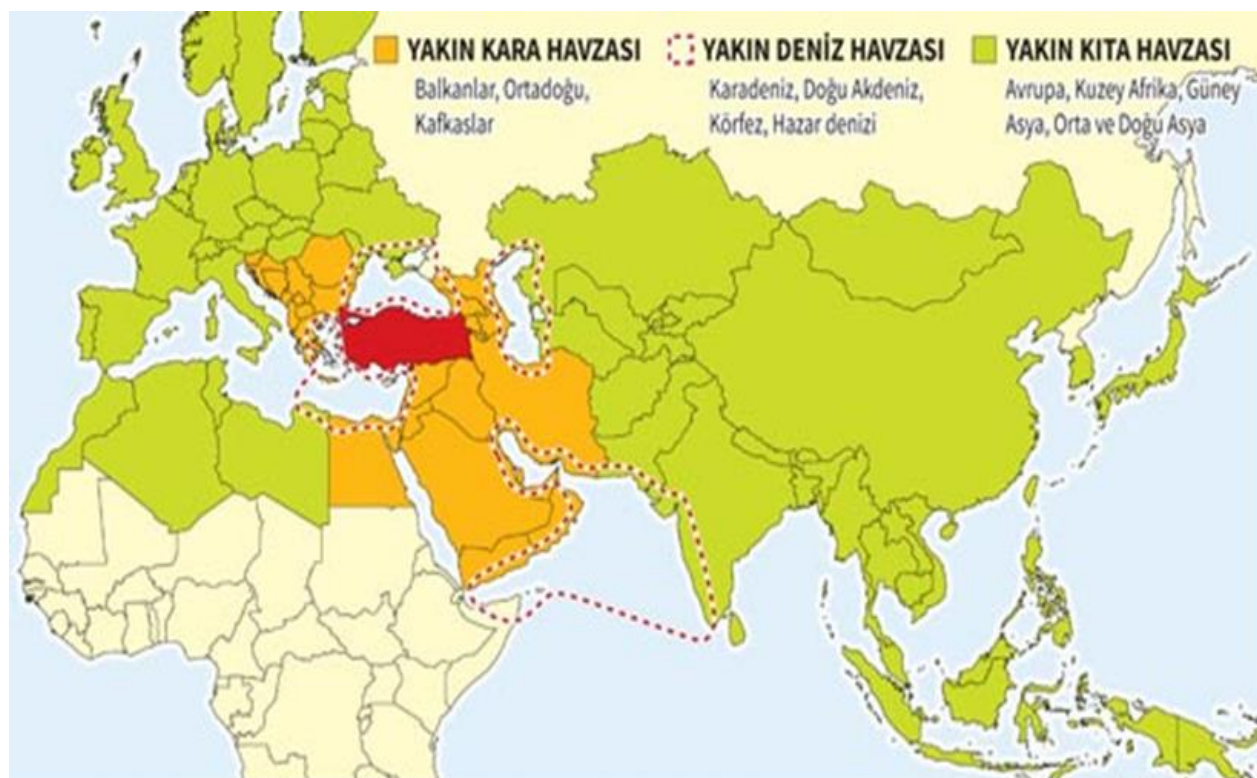 YAKIN KARA HAVZASI
Balkanlar, Ortadoğu,
Kafkaslar
YAKIN DENİZ HAVZASI
Karadeniz, Doğu Akdeniz,
Körfez, Hazar denizi
YAKIN KITA HAVZASI
Avrupa, Kuzey Afrika, Güney
Asya, Orta ve Doğu Asya